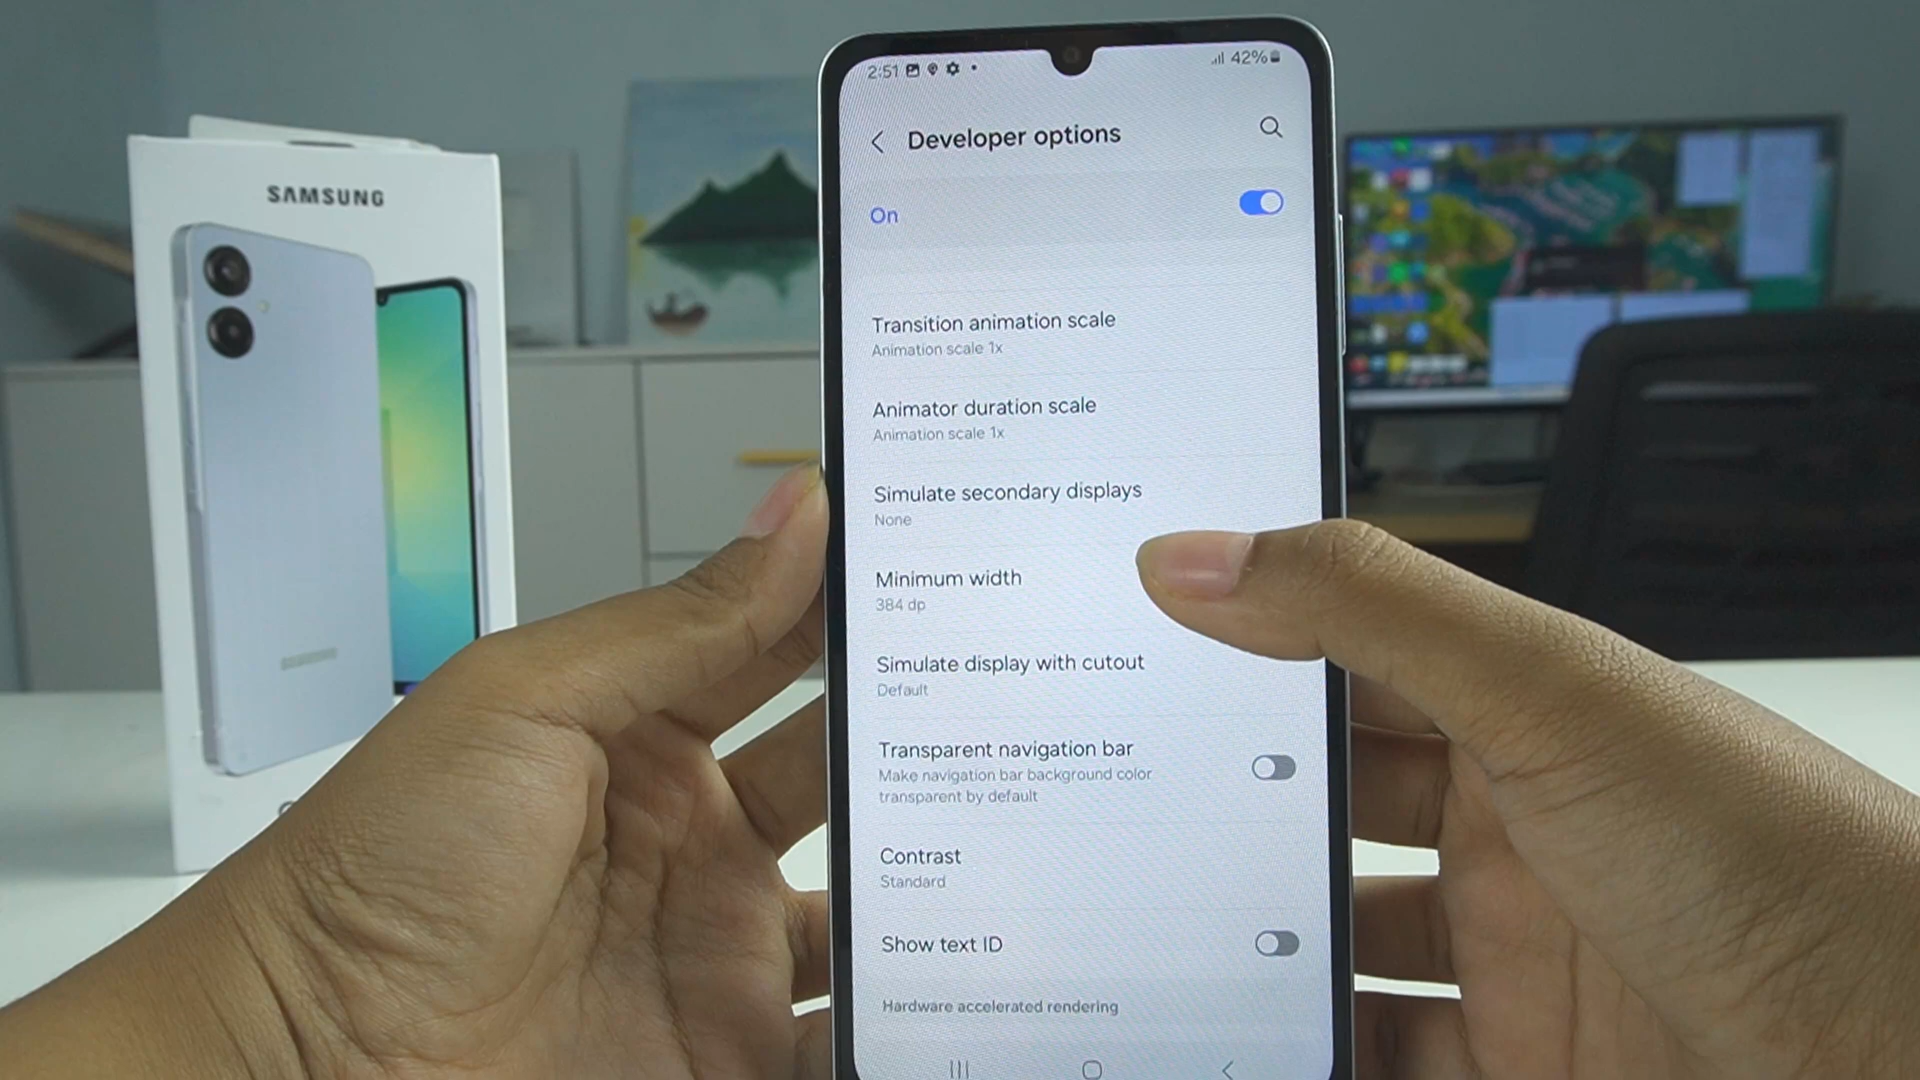 SAMSUNG
2:51
42%
Developer options
On
Transition animation scale
Animation scale 1x
Animator duration scale
Animation scale 1x
Simulate secondary displays
None
Minimum width
384 dp
Simulate display with cutout
Default
Transparent navigation bar
Make navigation bar background color
transparent by default
Contrast
Standard
Show text ID
Hardware accelerated rendering
SAMSUNG